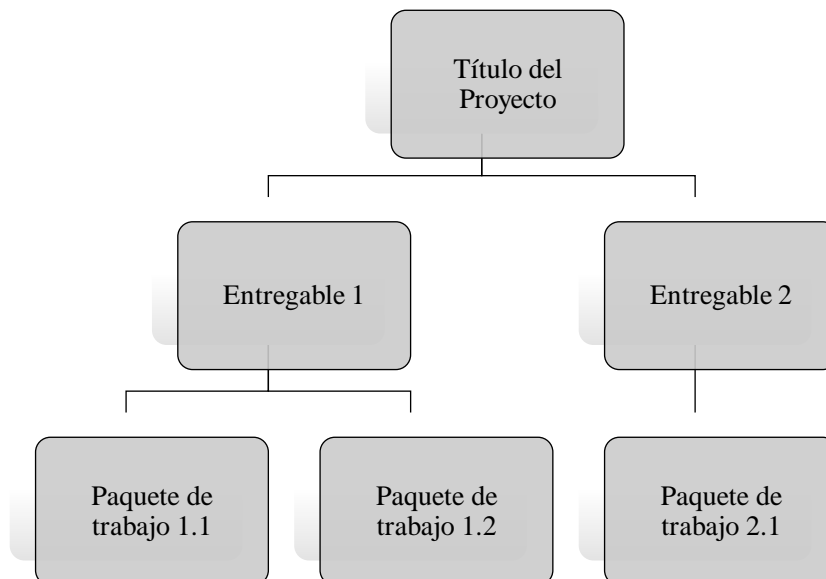 Título del
Proyecto
Entregable 1
Entregable 2
Paquete de
trabajo 1.1
Paquete de
trabajo 1.2
Paquete de
trabajo 2.1